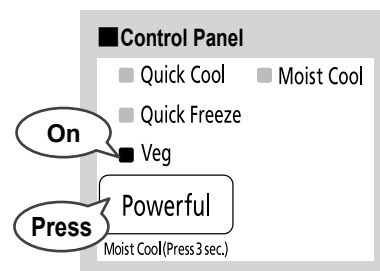 ■Control Panel
Quick Cool Moist Cool
Quick Freeze
On
Veg
Powerful
Press
Moist Cool(Press 3 sec.)